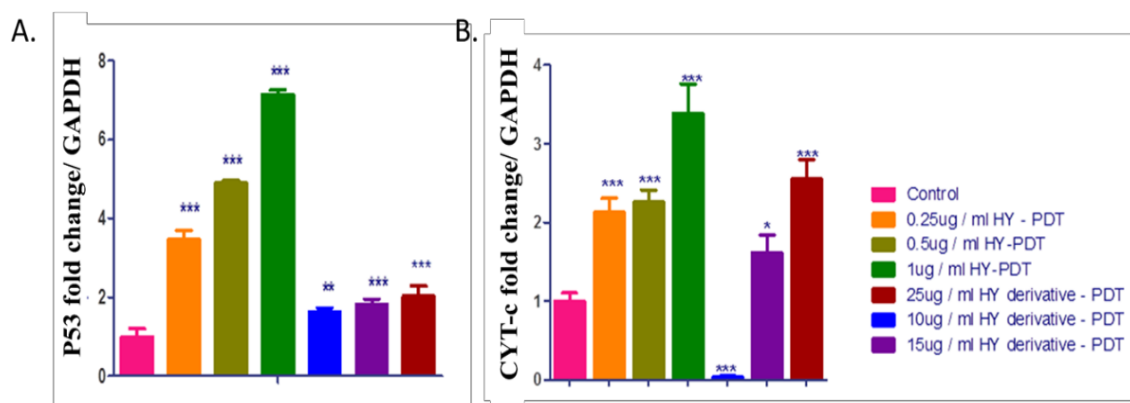 A.
P53 fold change/ GAPDH
8
6
4
2
0
***
***
***
**
***
***
B.
CYT-c fold change/ GAPDH
4
3
2
1
0
***
***
***
***
*
***
Control
0.25ug / ml HY - PDT
0.5ug / ml HY-PDT
1ug / ml HY-PDT
25ug / ml HY derivative - PDT
10ug / ml HY derivative - PDT
15ug / ml HY derivative - PDT